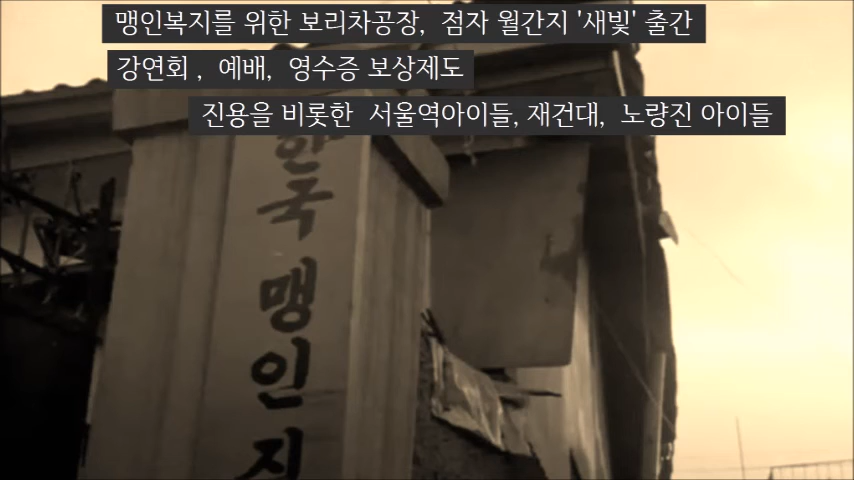 맹인복지를 위한 보리차공장, 점자 월간지 '새빛' 출간
강연회 , 예배, 영수증 보상제도
진용을 비롯한 서울역아이들, 재건대, 노량진 아이들
한국맹인진